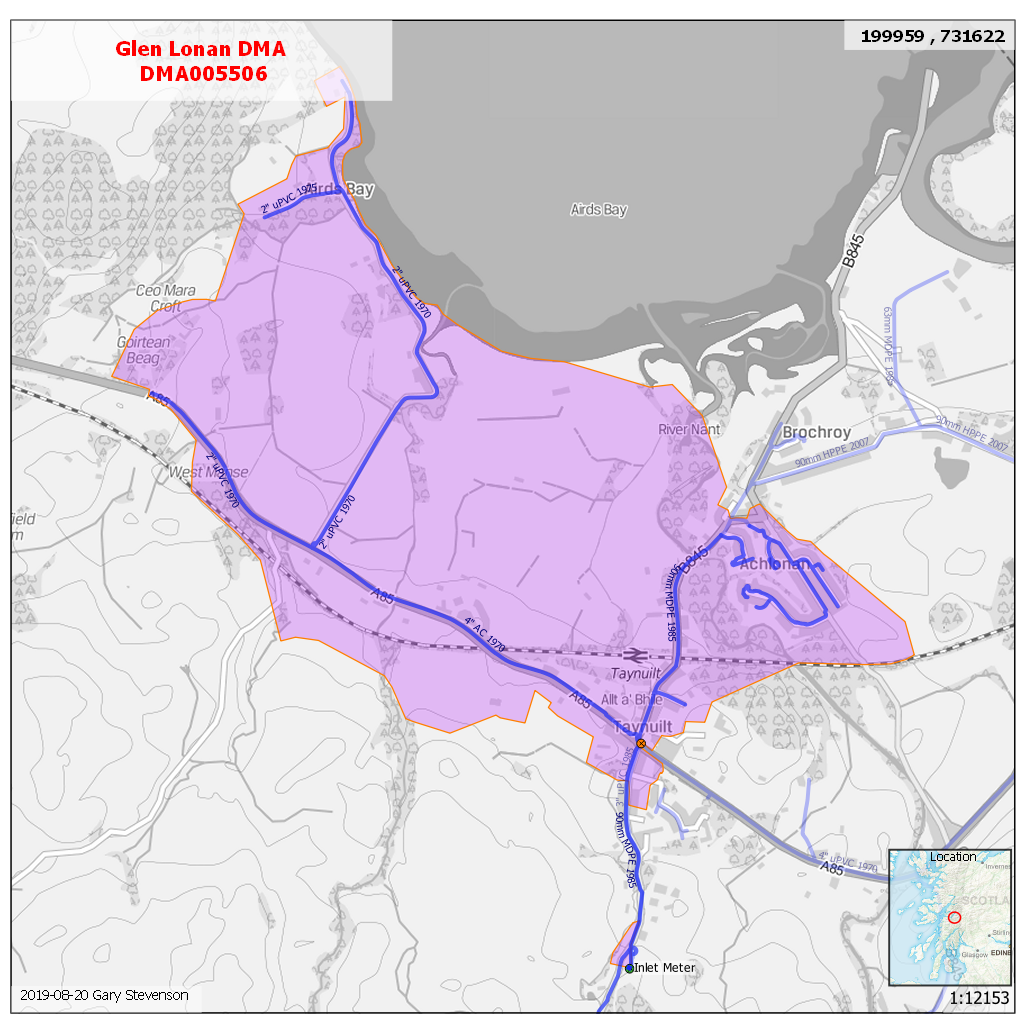 Glen Lonan DMA
DMA005506
199959 , 731622
2" uPVC 1975
Airds Bay
Airds Bay
B845
Ceo Mara
Croft
2" uPVC 1970
63mm MDPE 1995
Goirtean
Beag
A85
River Nant
Brochroy
90mm HPPE 2007
90mm HPPE 2007
West Manse
2" uPVC 1970
2" uPVC 1970
field
m
B845
Achlonan
90mm MDPE 1985
A85
4" AC 1970
Taynuilt
A85
Allt a' Bhile
Taynuilt
3" uPVC 1985
90mm MDPE 1985
4" uPVC 1970
A85
Location
Inverness
SCOTLA
Stirling
Glasgow
EDINB
Inlet Meter
2019-08-20 Gary Stevenson
1:12153